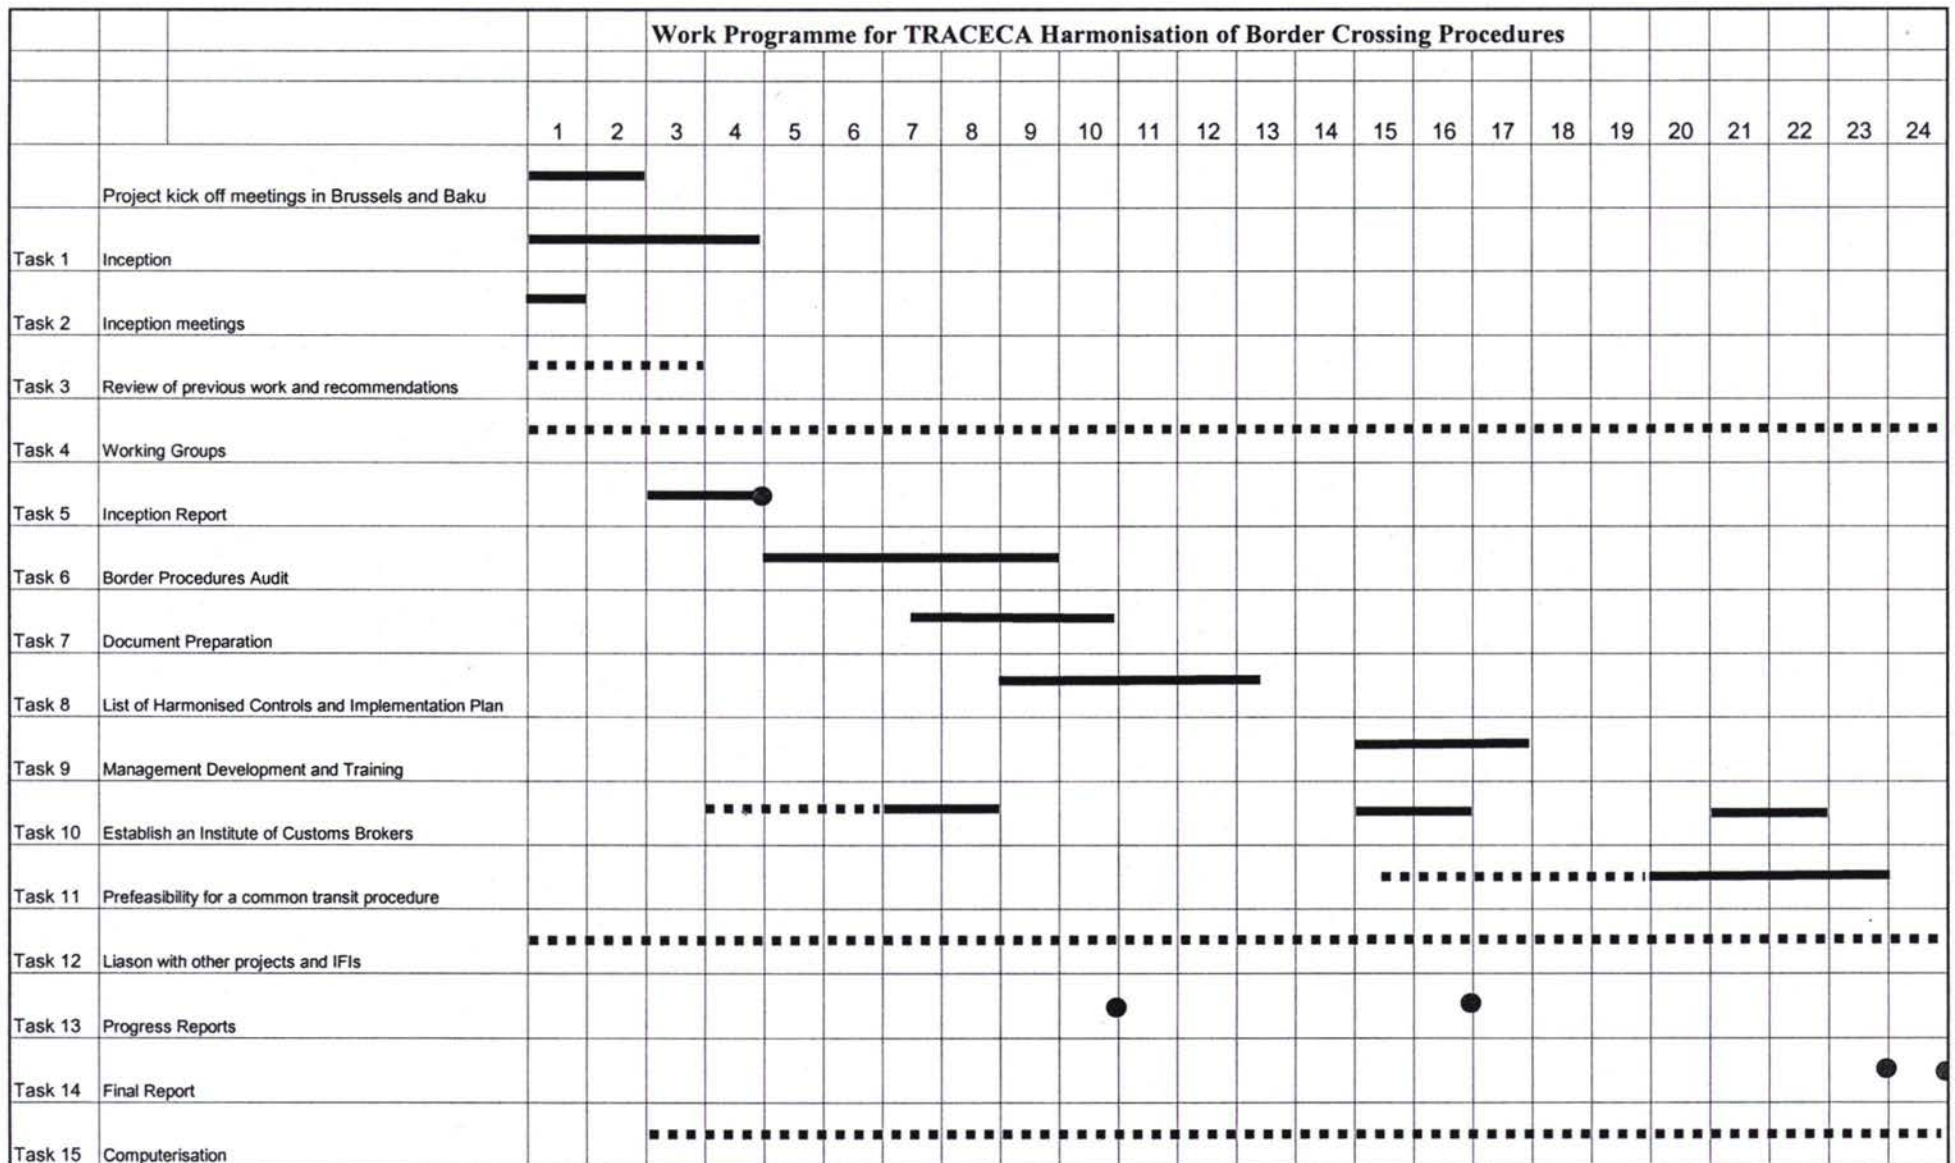 Work Programme for TRACECA Harmonisation of Border Crossing Procedures
1 2 3 4 5 6 7 8 9 10 11 12 13 14 15 16 17 18 19 20 21 22 23 24
Project kick off meetings in Brussels and Baku
Task 1 Inception
Task 2 Inception meetings
Task 3 Review of previous work and recommendations
Task 4 Working Groups
Task 5 Inception Report
Task 6 Border Procedures Audit
Task 7 Document Preparation
Task 8 List of Harmonised Controls and Implementation Plan
Task 9 Management Development and Training
Task 10 Establish an Institute of Customs Brokers
Task 11 Prefeasibility for a common transit procedure
Task 12 Liason with other projects and IFIs
Task 13 Progress Reports
Task 14 Final Report
Task 15 Computerisation